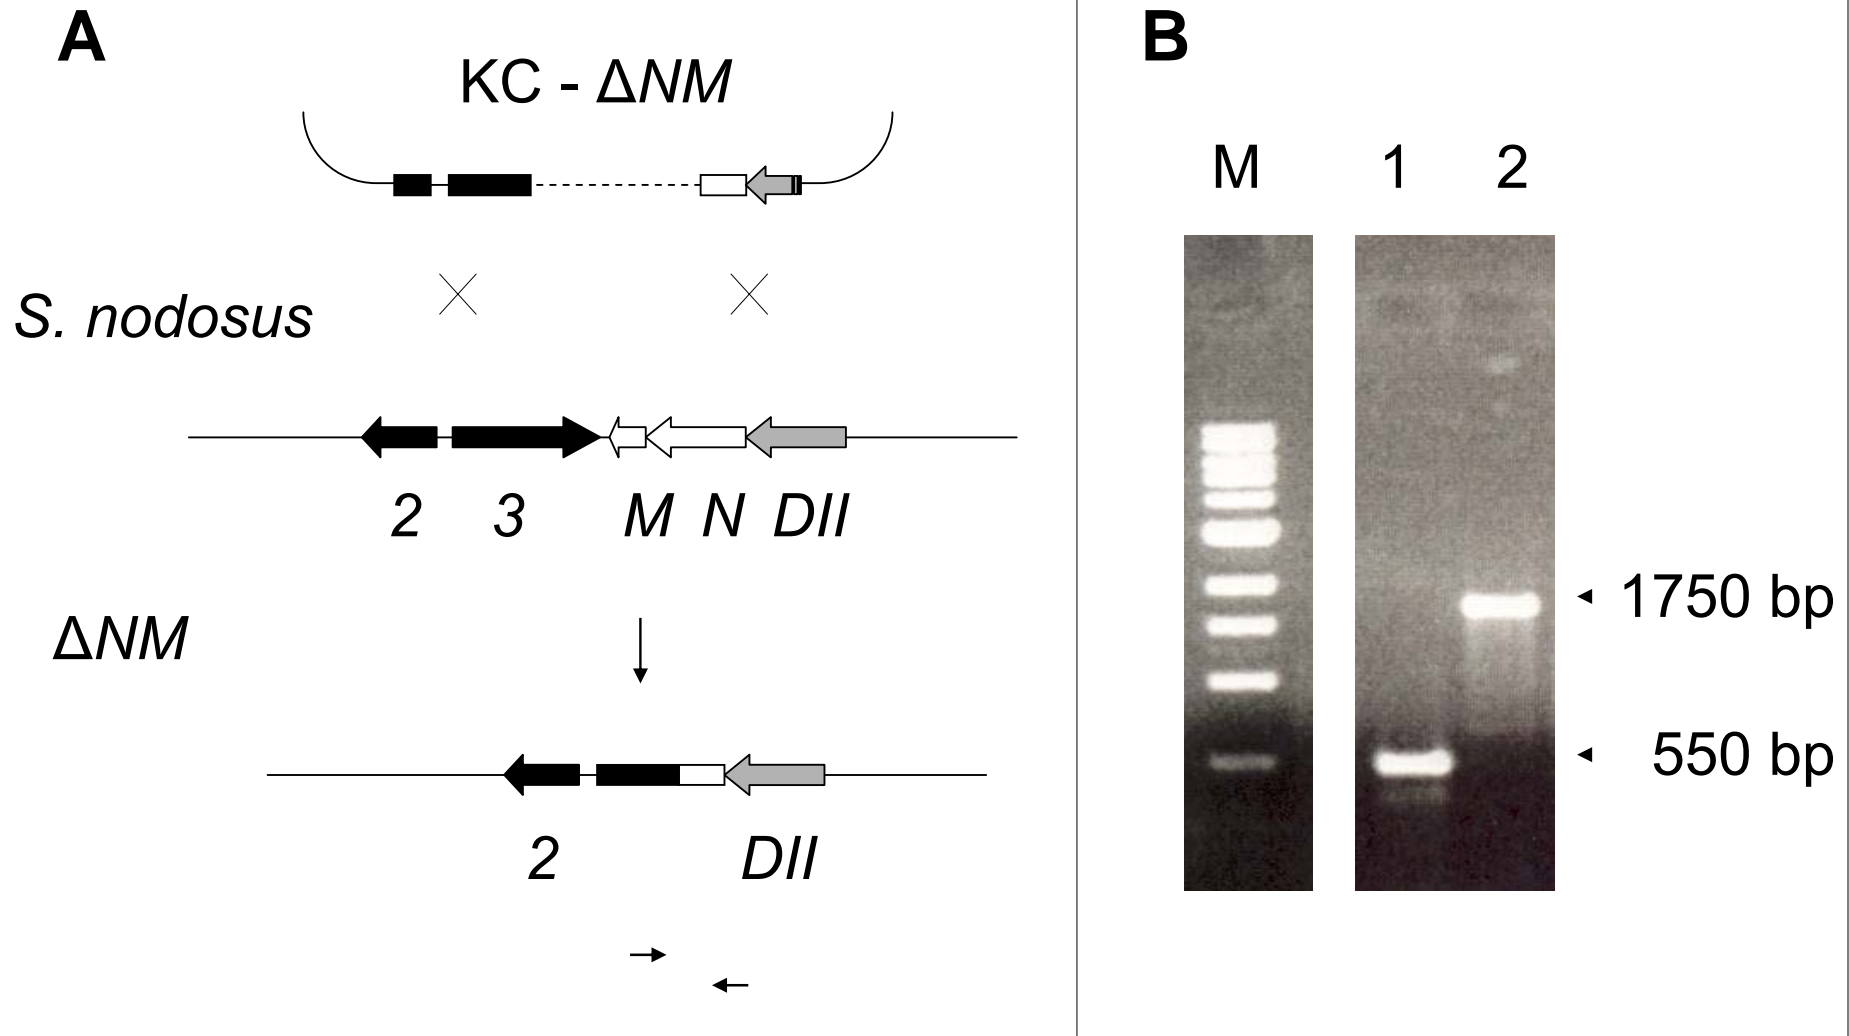 A
KC - ΔNM
S. nodosus
2 3 M N DII
ΔNM
2 DII
B
M 1 2
1750 bp
550 bp